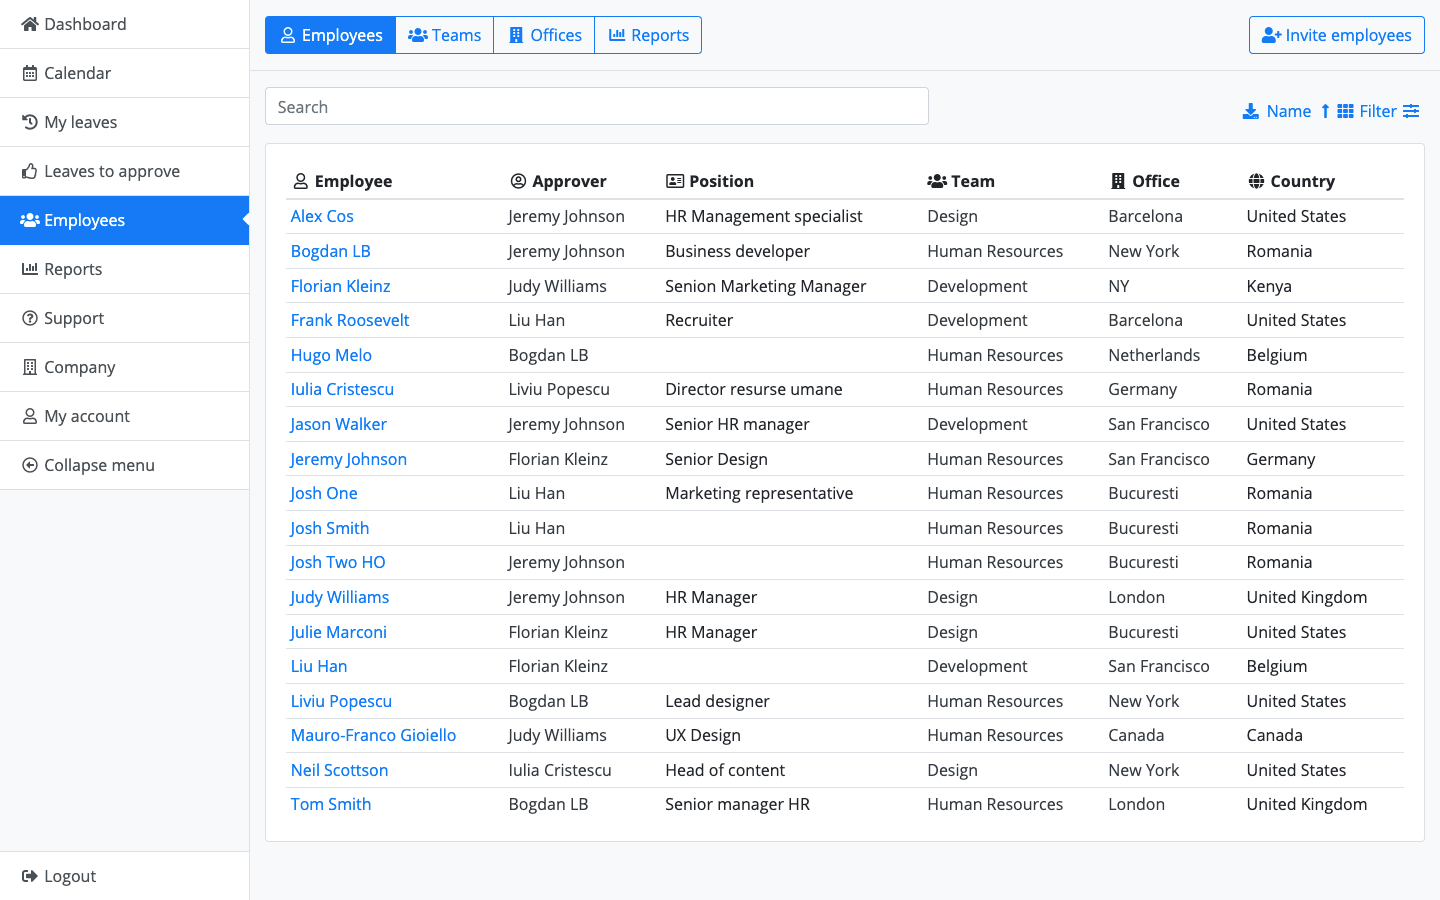 Dashboard
Calendar
My leaves
Leaves to approve
Employees
Reports
Support
Company
My account
Collapse menu
Logout
Employees Teams Offices Reports Invite employees
Search Name Filter
Employee Approver Position Team Office Country
Alex Cos Jeremy Johnson HR Management specialist Design Barcelona United States
Bogdan LB Jeremy Johnson Business developer Human Resources New York Romania
Florian Kleinz Judy Williams Senion Marketing Manager Development NY Kenya
Frank Roosevelt Liu Han Recruiter Development Barcelona United States
Hugo Melo Bogdan LB Human Resources Netherlands Belgium
Iulia Cristescu Liviu Popescu Director resurse umane Human Resources Germany Romania
Jason Walker Jeremy Johnson Senior HR manager Development San Francisco United States
Jeremy Johnson Florian Kleinz Senior Design Human Resources San Francisco Germany
Josh One Liu Han Marketing representative Human Resources Bucuresti Romania
Josh Smith Liu Han Human Resources Bucuresti Romania
Josh Two HO Jeremy Johnson Human Resources Bucuresti Romania
Judy Williams Jeremy Johnson HR Manager Design London United Kingdom
Julie Marconi Florian Kleinz HR Manager Design Bucuresti United States
Liu Han Florian Kleinz Development San Francisco Belgium
Liviu Popescu Bogdan LB Lead designer Human Resources New York United States
Mauro-Franco Gioiello Judy Williams UX Design Human Resources Canada Canada
Neil Scottson Iulia Cristescu Head of content Design New York United States
Tom Smith Bogdan LB Senior manager HR Human Resources London United Kingdom